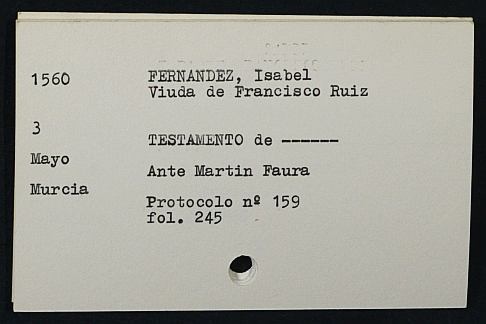 1560
FERNANDEZ, Isabel
Viuda de Francisco Ruiz
3
TESTAMENTO de ------
Mayo
Ante Martin Faura
Murcia
Protocolo nº 159
fol. 245